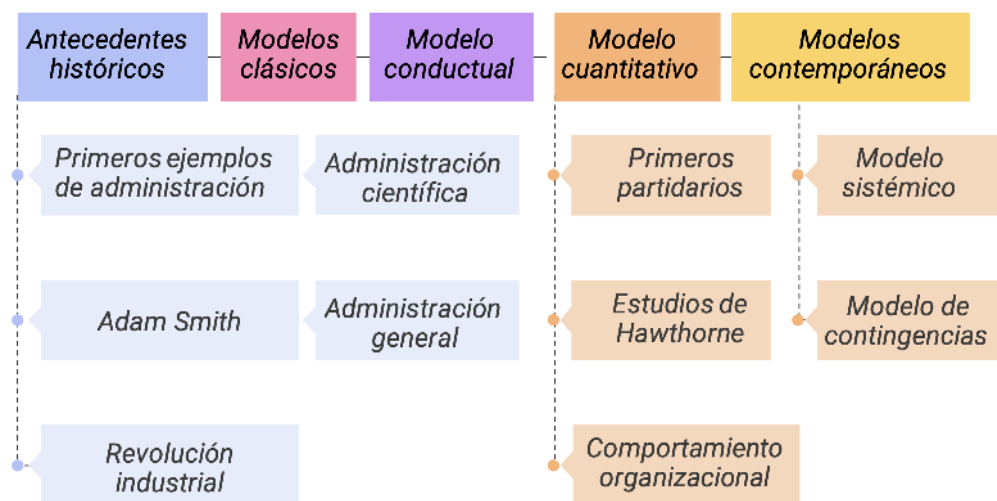 Antecedentes
históricos
Modelos
clásicos
Modelo
conductual
Modelo
cuantitativo
Modelos
contemporáneos
Primeros ejemplos
de administración
Administración
científica
Primeros
partidarios
Modelo
sistémico
Adam Smith
Administración
general
Estudios de
Hawthorne
Modelo de
contingencias
Revolución
industrial
Comportamiento
organizacional